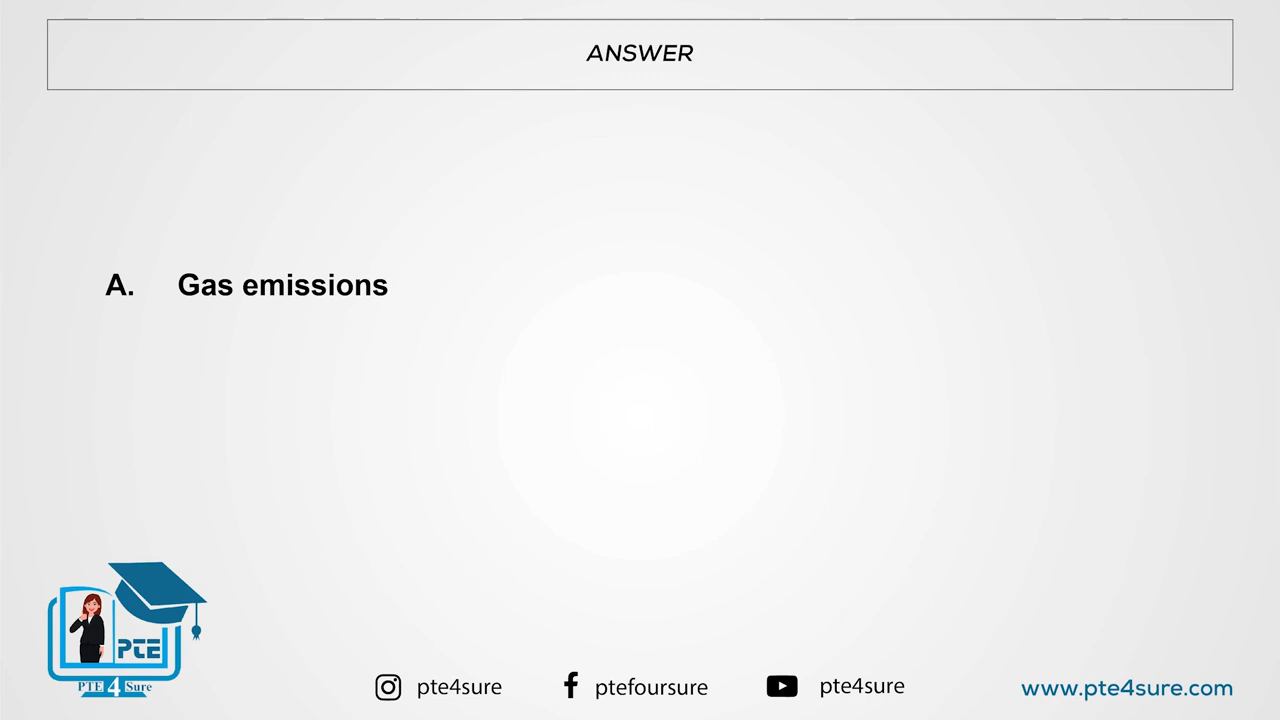 ANSWER
A. Gas emissions
PTE
PTE 4 Sure
pte4sure
ptefoursure
pte4sure
www.pte4sure.com